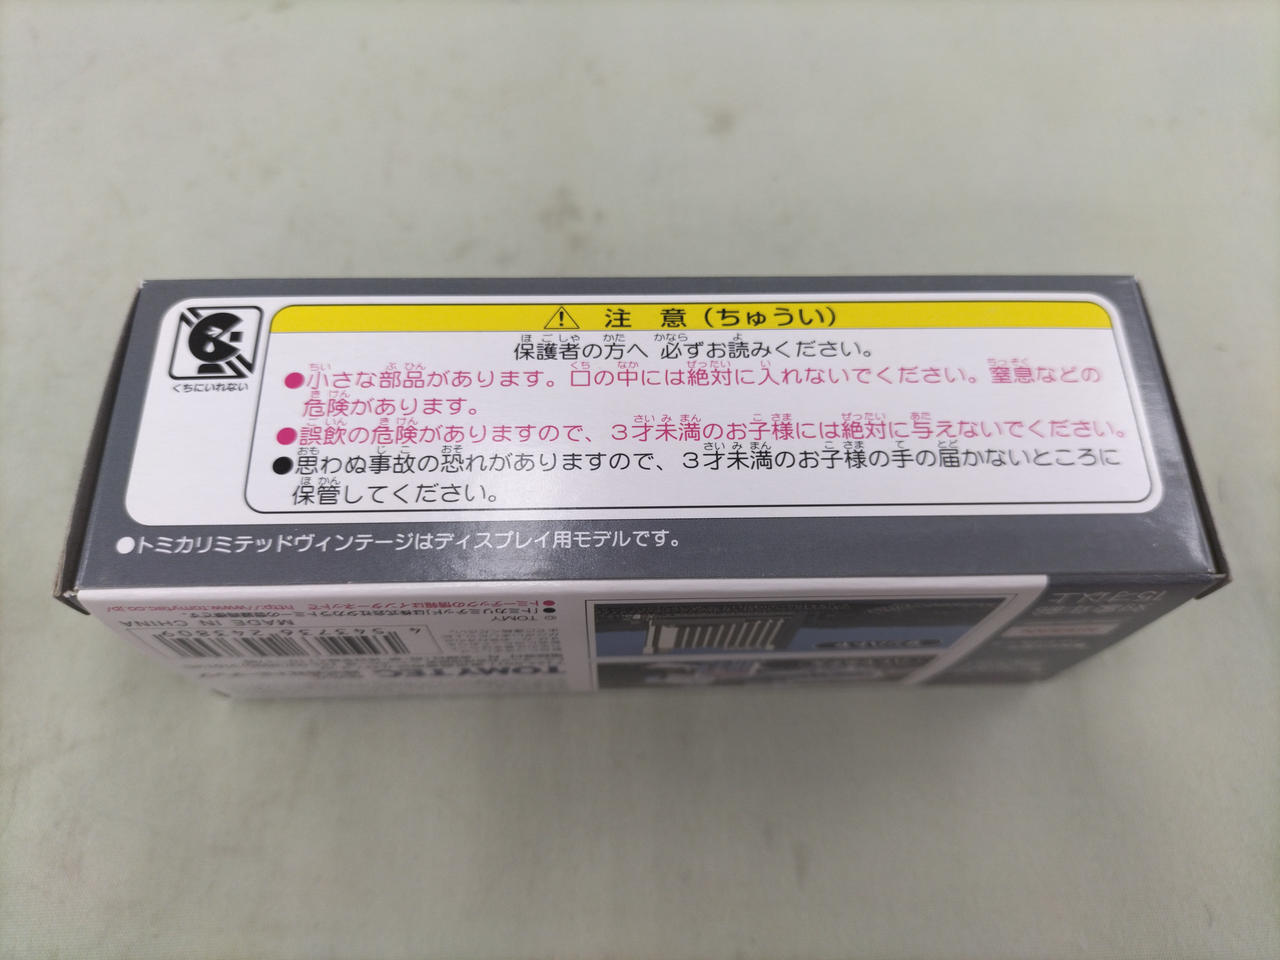 くちにいれない
注 意（ちゅうい）
保護者の方へ 必ずお読みください。
●小さな部品があります。口の中には絶対に入れないでください。窒息などの
危険があります。
●誤飲の危険がありますので、３才未満のお子様には絶対に与えないでください。
●思わぬ事故の恐れがありますので、３才未満のお子様の手の届かないところに
保管してください。
●トミカリミテッドヴィンテージはディスプレイ用モデルです。
© TOMY
MADE IN CHINA
4 543736 243809
TOMYTEC
15才以上